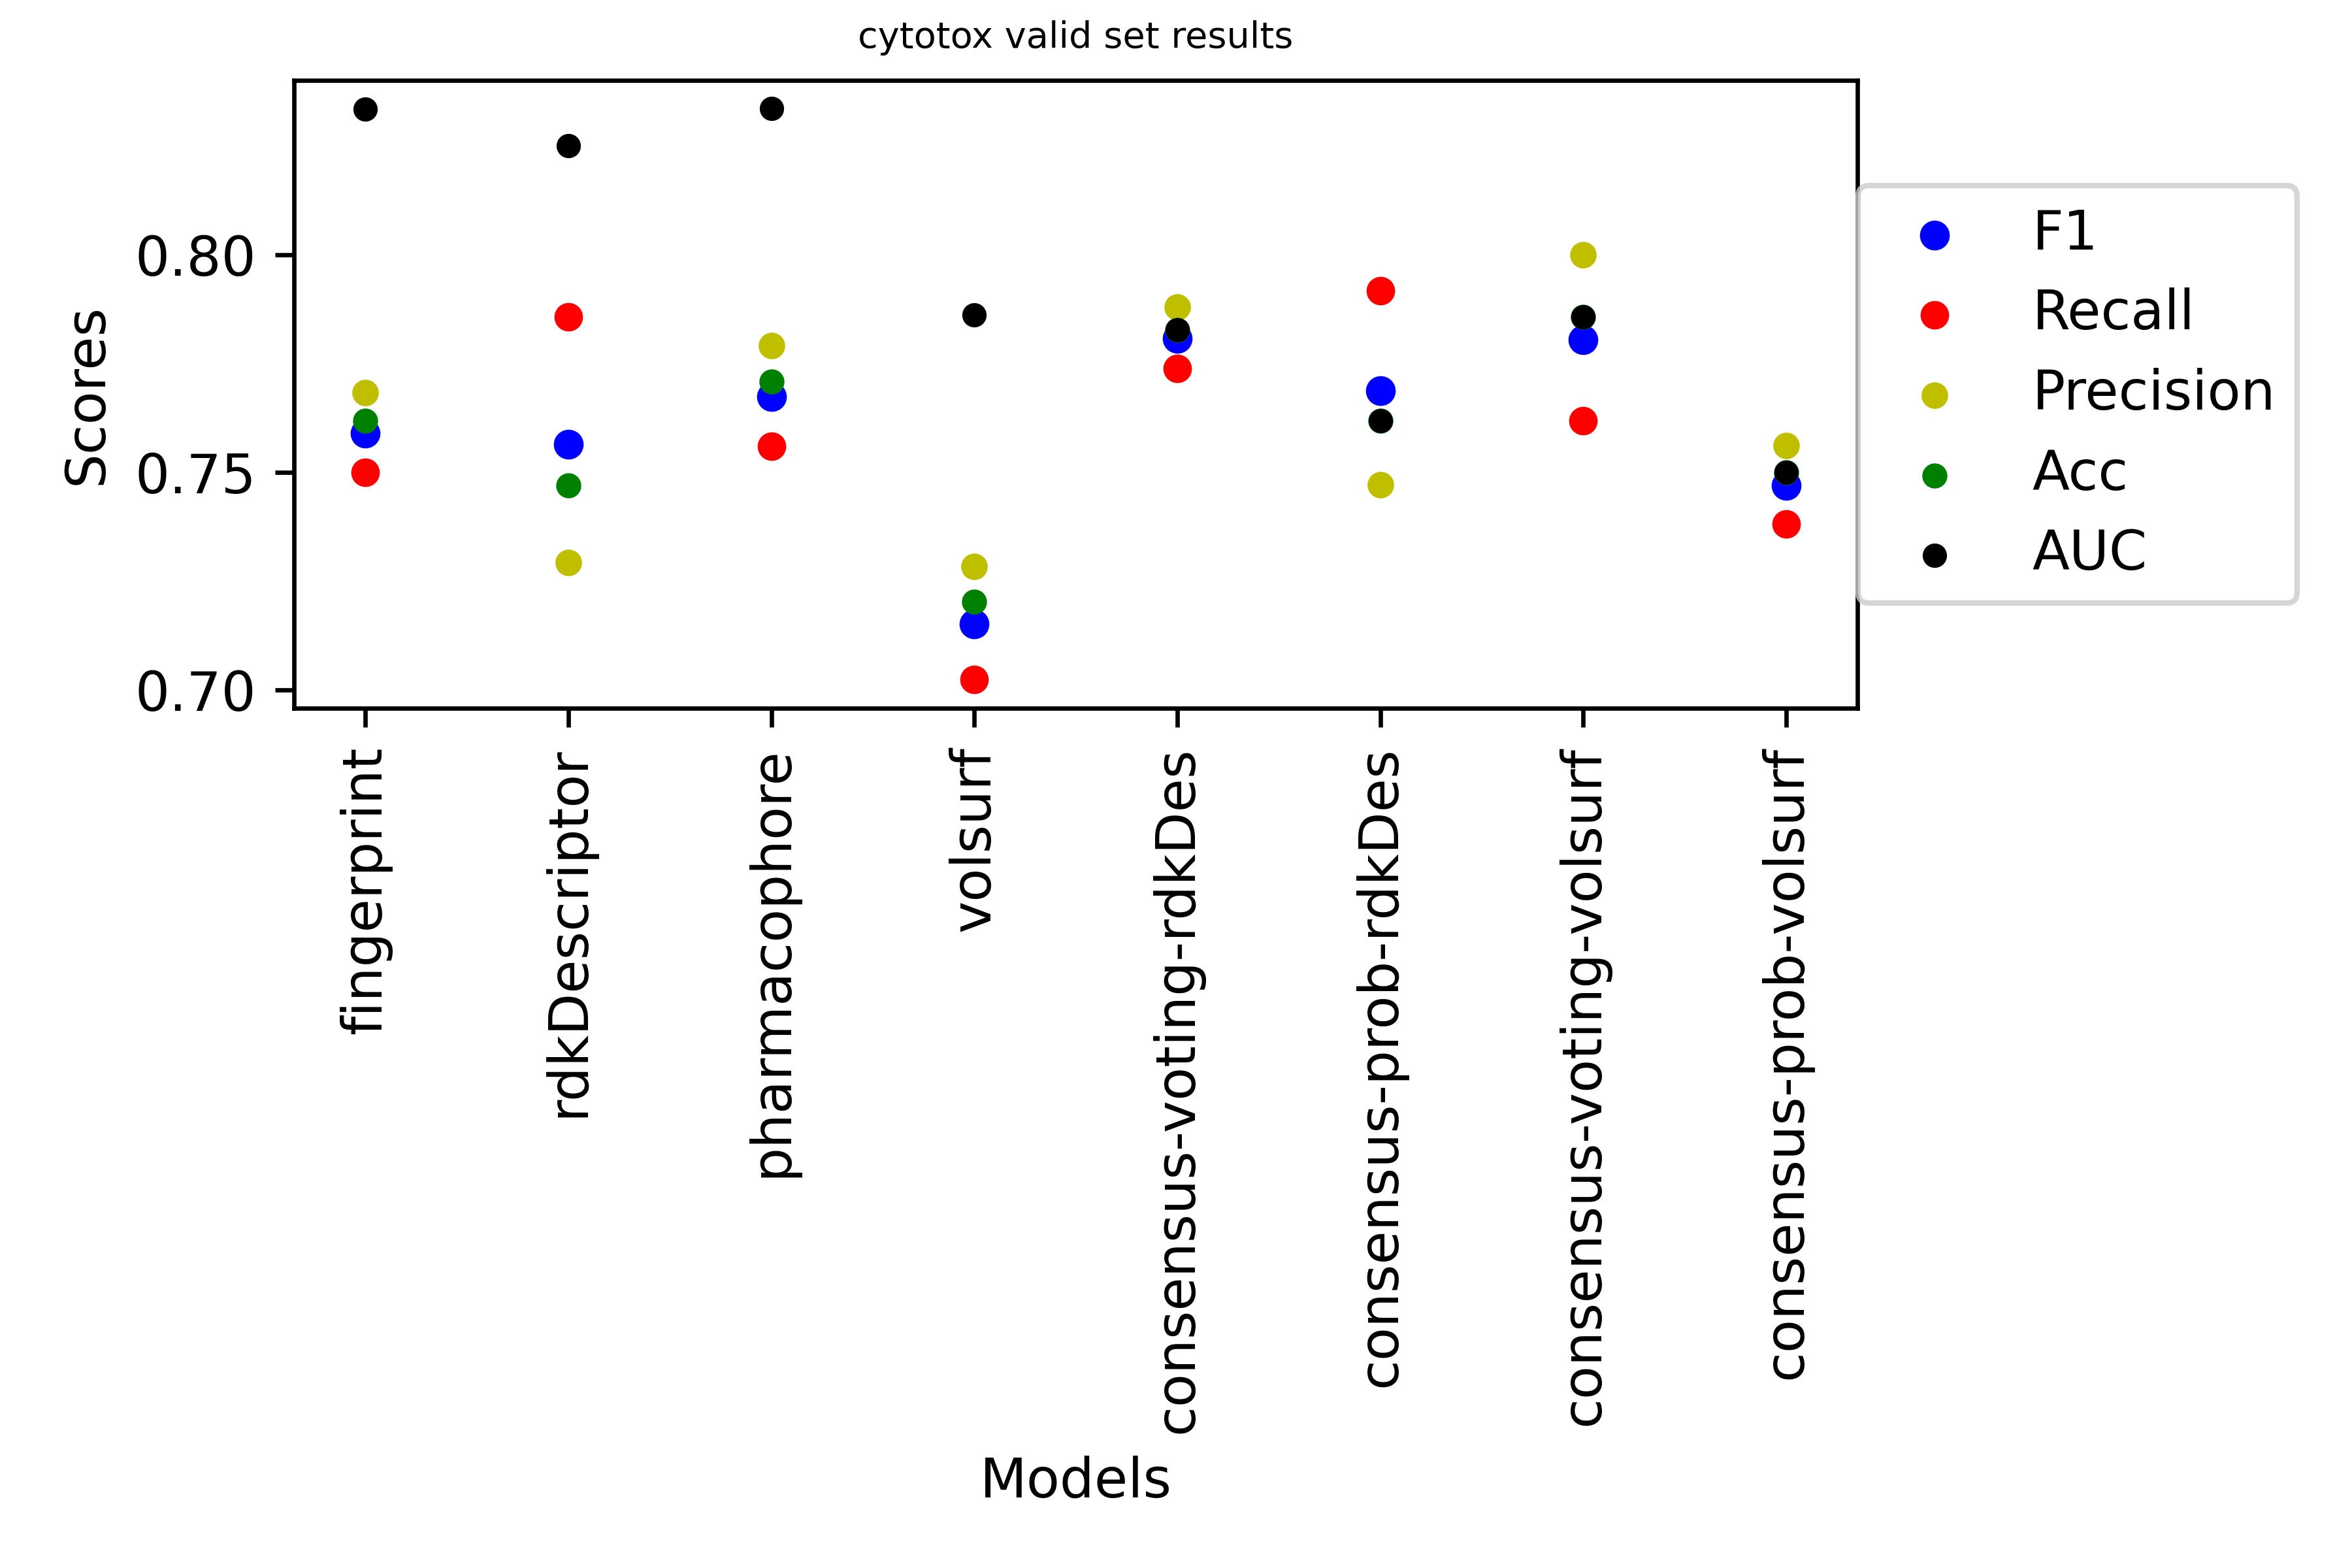 cytotox valid set results
Scores
0.80
0.75
0.70
F1
Recall
Precision
Acc
AUC
fingerprint
rdkDescriptor
pharmacophore
volsurf
consensus-voting-rdkDes
consensus-prob-rdkDes
consensus-voting-volsurf
consensus-prob-volsurf
Models